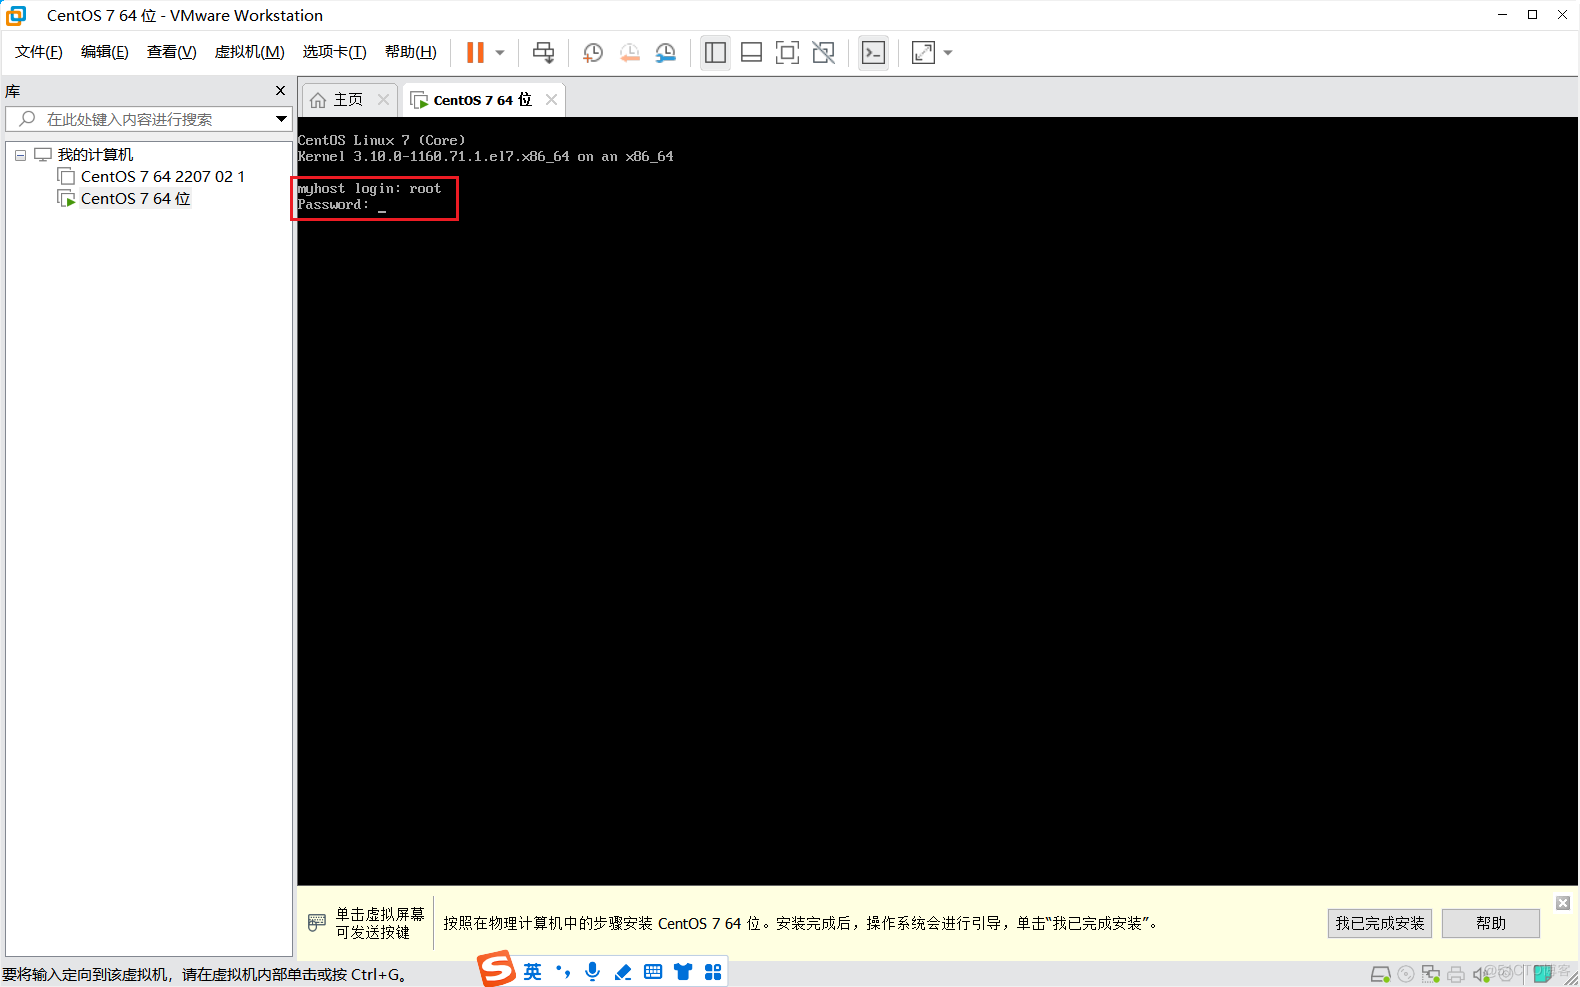 CentOS 7 64 位 - VMware Workstation
文件(F) 编辑(E) 查看(V) 虚拟机(M) 选项卡(T) 帮助(H)
库
在此处键入内容进行搜索
我的计算机
CentOS 7 64 2207 02 1
CentOS 7 64 位
主页 CentOS 7 64 位
CentOS Linux 7 (Core)
Kernel 3.10.0-1160.71.1.el7.x86_64 on an x86_64
myhost login: root
Password: _
单击虚拟屏幕
可发送按键
按照在物理计算机中的步骤安装 CentOS 7 64 位。安装完成后，操作系统会进行引导，单击“我已完成安装”。
我已完成安装 帮助
要将输入定向到该虚拟机，请在虚拟机内部单击或按 Ctrl+G。
英
@51CTO博客